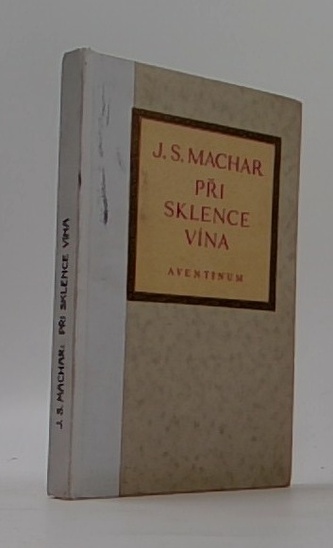 J. S. MACHAR
PŘI
SKLENCE
VÍNA
AVENTINUM
J. S. MACHAR: PŘI SKLENCE VÍNA